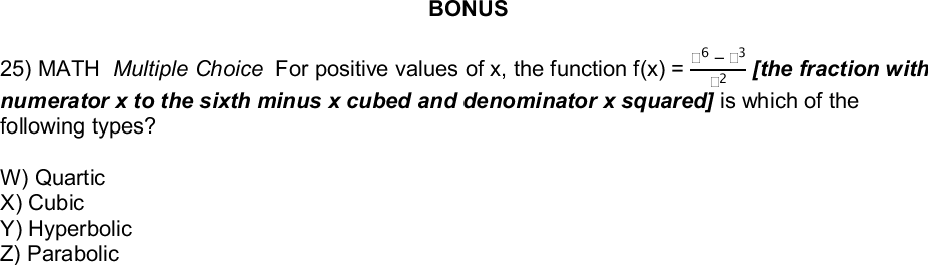 BONUS
25) MATH Multiple Choice For positive values of x, the function f(x) = □⁶ − □³ / □² [the fraction with
numerator x to the sixth minus x cubed and denominator x squared] is which of the
following types?
W) Quartic
X) Cubic
Y) Hyperbolic
Z) Parabolic